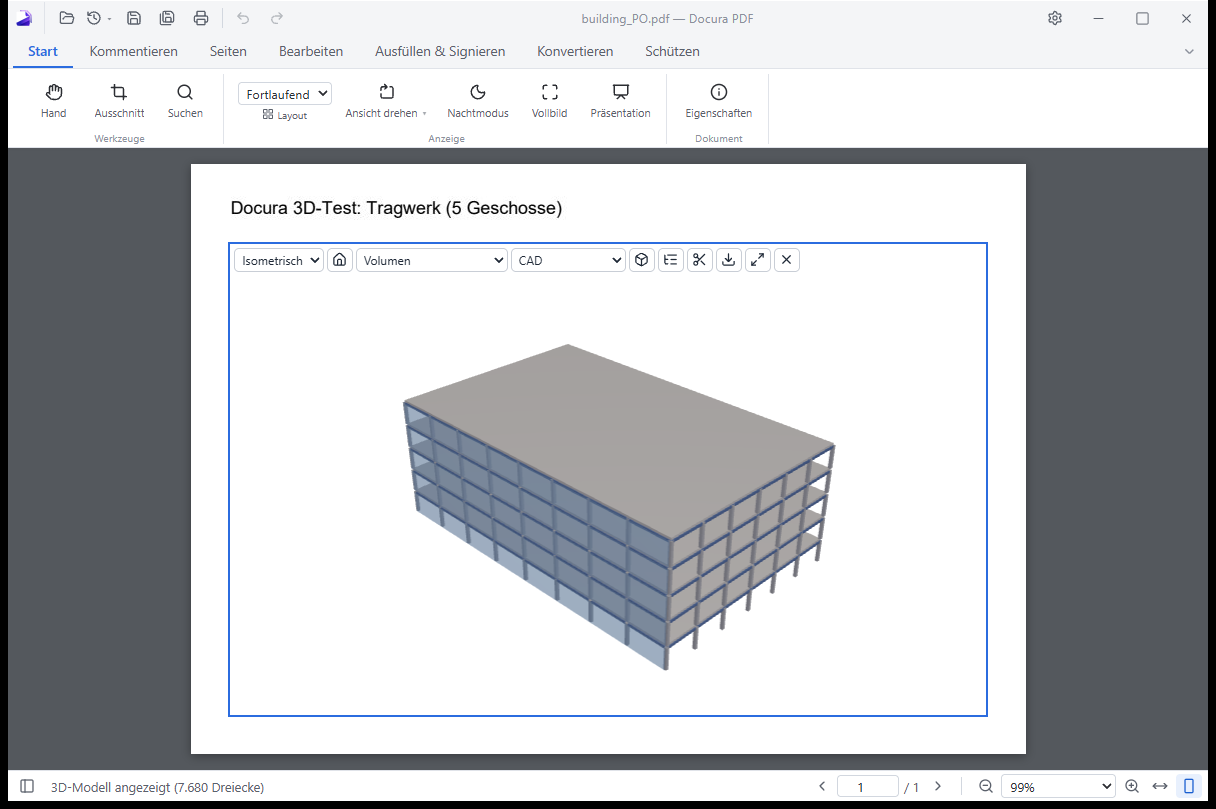 building_PO.pdf — Docura PDF
Start Kommentieren Seiten Bearbeiten Ausfüllen & Signieren Konvertieren Schützen
Hand Ausschnitt Suchen
Werkzeuge
Fortlaufend
Layout
Ansicht drehen Nachtmodus Vollbild Präsentation
Anzeige
Eigenschaften
Dokument
Docura 3D-Test: Tragwerk (5 Geschosse)
Isometrisch Volumen CAD
3D-Modell angezeigt (7.680 Dreiecke)
1 / 1
99%